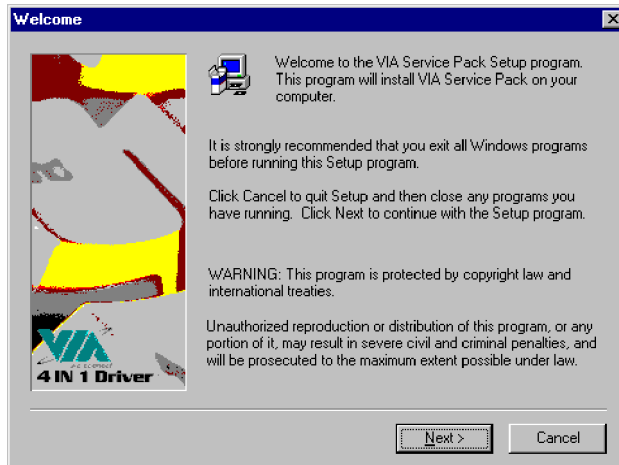 Welcome
Welcome to the VIA Service Pack Setup program.
This program will install VIA Service Pack on your
computer.
It is strongly recommended that you exit all Windows programs
before running this Setup program.
Click Cancel to quit Setup and then close any programs you
have running. Click Next to continue with the Setup program.
WARNING: This program is protected by copyright law and
international treaties.
Unauthorized reproduction or distribution of this program, or any
portion of it, may result in severe civil and criminal penalties, and
will be prosecuted to the maximum extent possible under law.
VIA
4 IN 1 Driver
Next >
Cancel